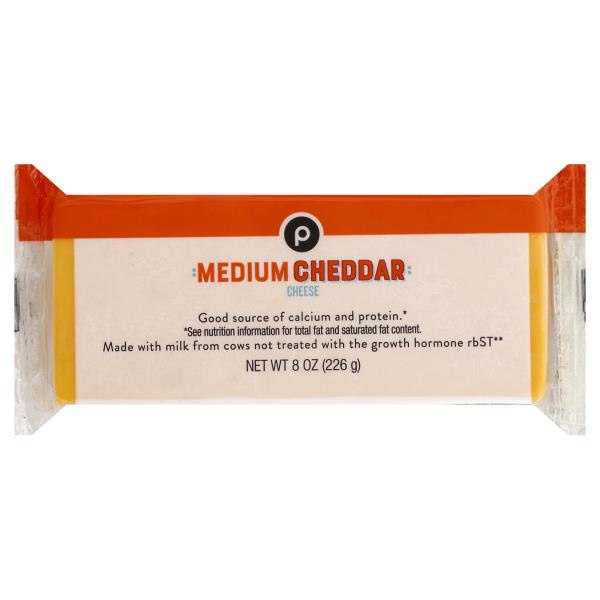 p
MEDIUM CHEDDAR
CHEESE
Good source of calcium and protein.*
*See nutrition information for total fat and saturated fat content.
Made with milk from cows not treated with the growth hormone rbST**
NET WT 8 OZ (226 g)